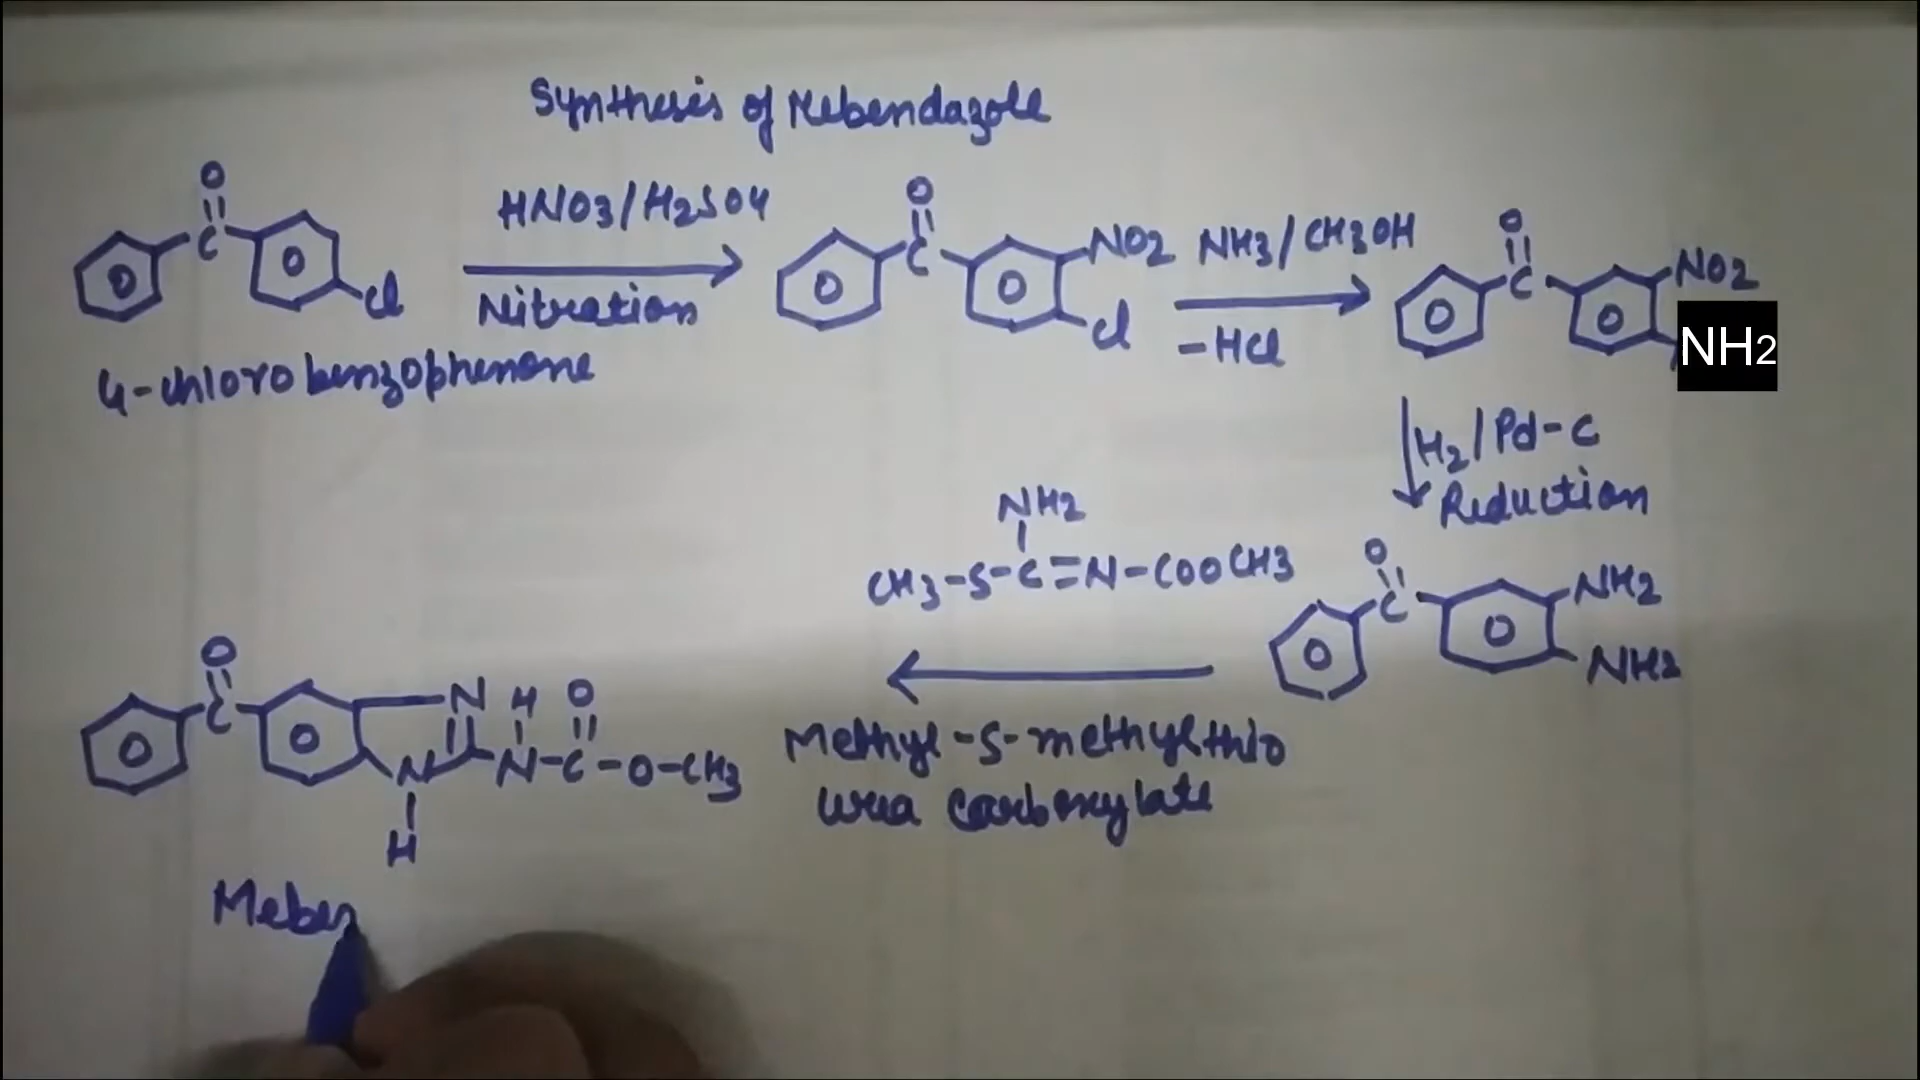 Synthesis of Mebendazole
O
C
Cl
4-chlorobenzophenone
HNO3/H2SO4
Nitration
O
C
NO2
Cl
NH3/CH3OH
-HCl
O
C
NO2
NH2
H2/Pd-C
Reduction
O
C
NH2
NH2
NH2
CH3-S-C=N-COOCH3
Methyl-S-methylthio
urea carboxylate
O
C
N H O
N N-C-O-CH3
H
Meben